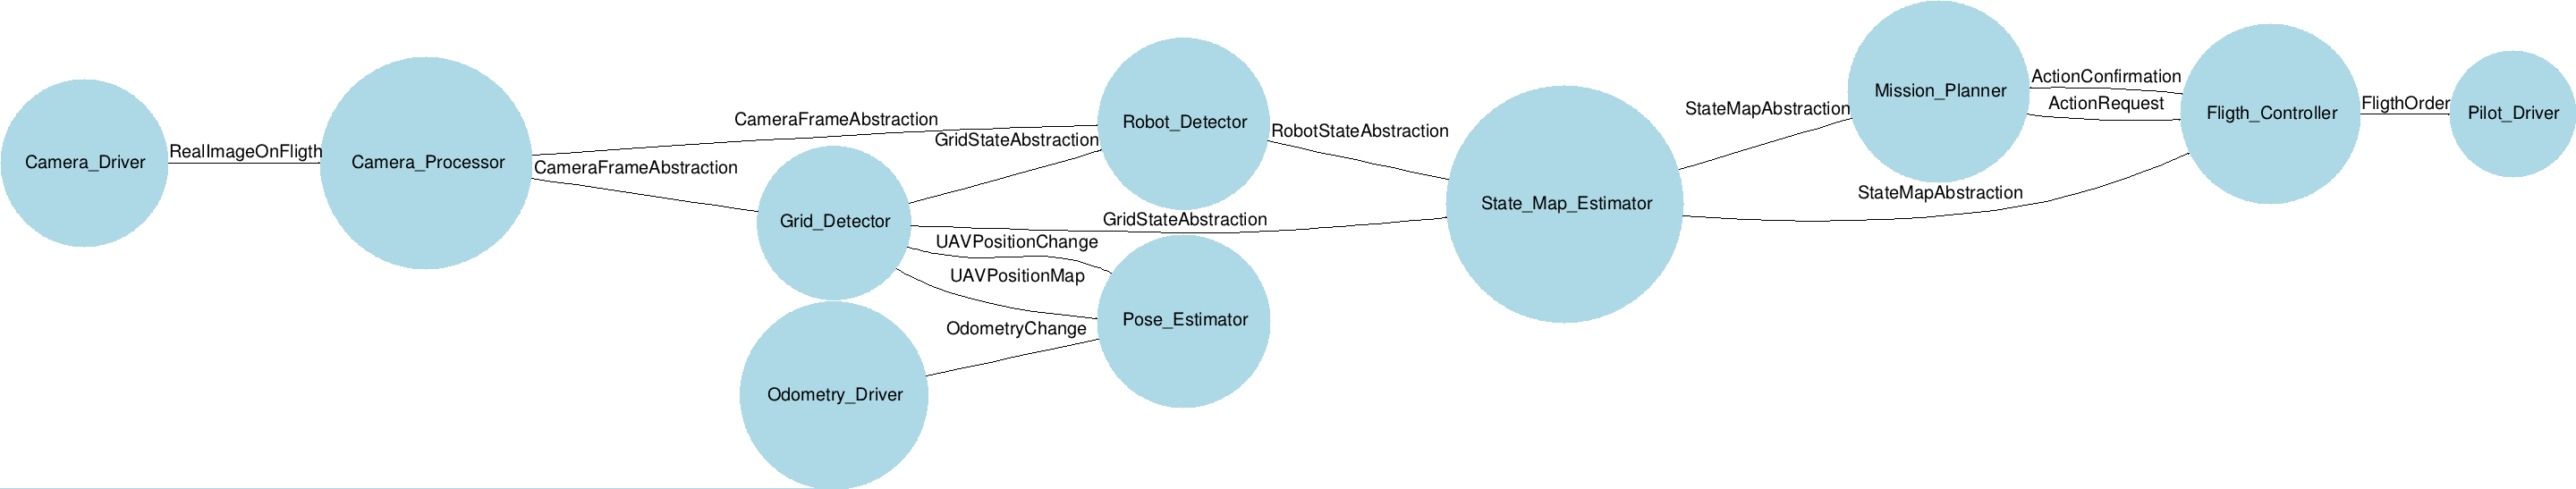 Camera_Driver
RealImageOnFligth
Camera_Processor
CameraFrameAbstraction
CameraFrameAbstraction
Grid_Detector
Odometry_Driver
GridStateAbstraction
GridStateAbstraction
UAVPositionChange
UAVPositionMap
OdometryChange
Robot_Detector
Pose_Estimator
RobotStateAbstraction
State_Map_Estimator
StateMapAbstraction
StateMapAbstraction
Mission_Planner
ActionConfirmation
ActionRequest
Fligth_Controller
FligthOrder
Pilot_Driver